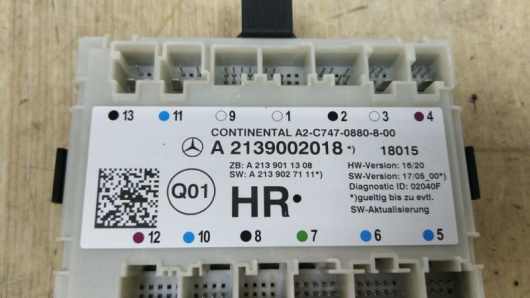 13 11 9 1 2 3 4
CONTINENTAL A2-C747-0880-8-00
A 2139002018 *) 18015
ZB: A 213 901 13 08 HW-Version: 16/20
SW: A 213 902 71 11*) SW-Version: 17/05_00*)
Q01 HR• Diagnostic ID: 02040F
*)gueltig bis zu evtl.
SW-Aktualisierung
12 10 8 7 6 5